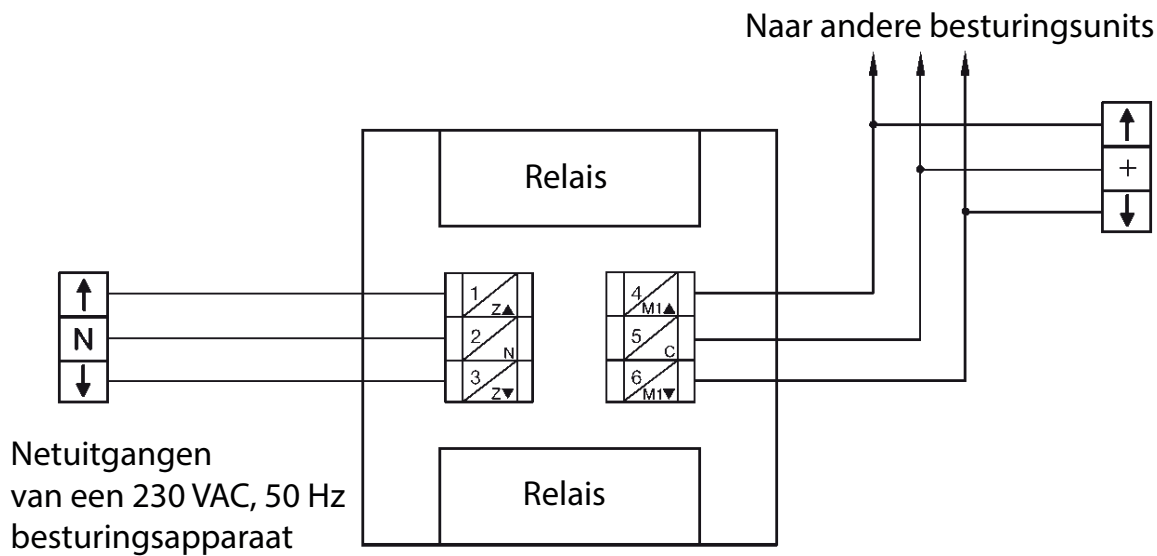 Naar andere besturingsunits
↑
+
↓
Relais
↑
N
↓
1 Z▲
2 N
3 Z▼
4 M1▲
5 C
6 M1▼
Netuitgangen
van een 230 VAC, 50 Hz
besturingsapparaat
Relais